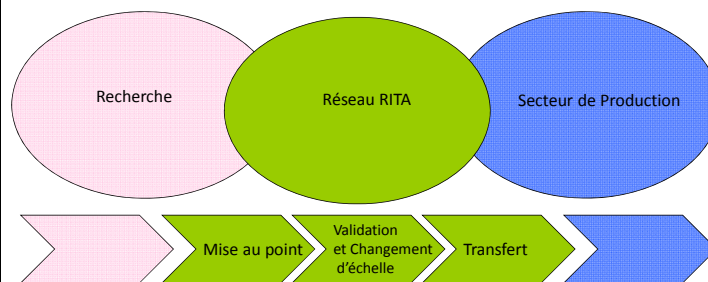 Recherche
Réseau RITA
Secteur de Production
Mise au point
Validation
et Changement
d'échelle
Transfert